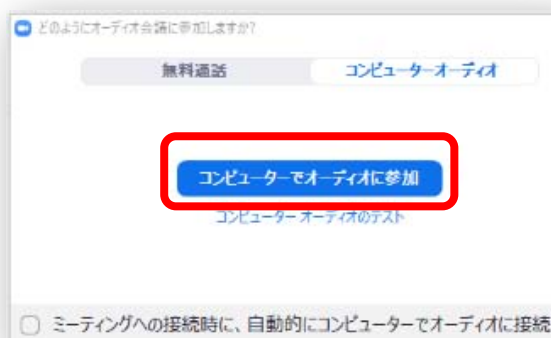 どのようにオーディオ会議に参加しますか?
無料通話 コンピューターオーディオ
コンピューターでオーディオに参加
コンピューター オーディオのテスト
ミーティングへの接続時に、自動的にコンピューターでオーディオに接続